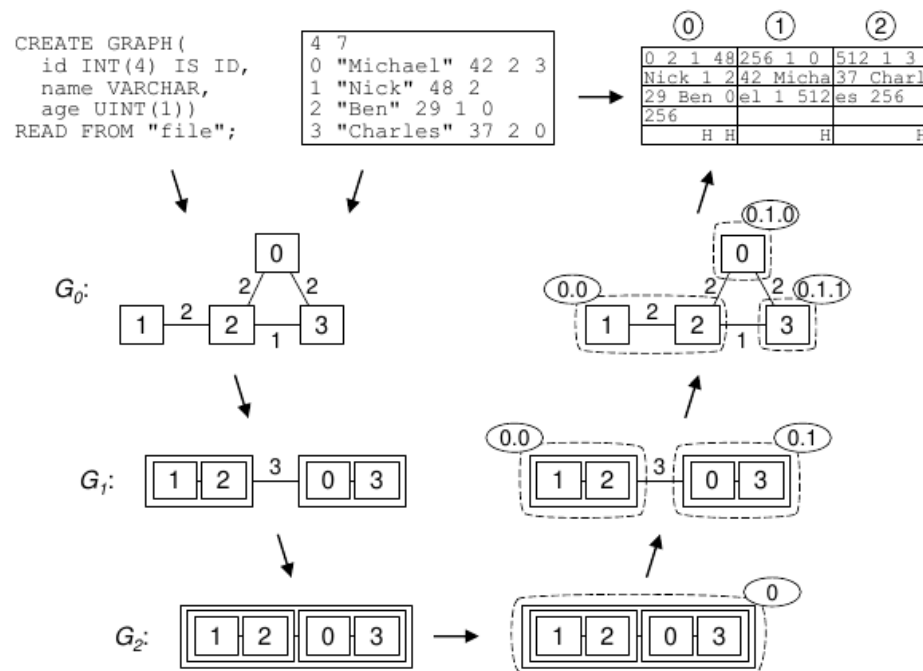 CREATE GRAPH(
id INT(4) IS ID,
name VARCHAR,
age UINT(1))
READ FROM "file";
4 7
0 "Michael" 42 2 3
1 "Nick" 48 2
2 "Ben" 29 1 0
3 "Charles" 37 2 0
0 1 2
0 2 1 48 256 1 0 512 1 3
Nick 1 2 42 Micha 37 Charl
29 Ben 0 el 1 512 es 256
256
H H H H
G0:
0
2 2
2
1 2 3
1
0.1.0
0.0
0
2 2
0.1.1
2
1 2 3
1
G1:
3
1 2 0 3
0.0
0.1
3
1 2 0 3
G2:
1 2 0 3
0
1 2 0 3